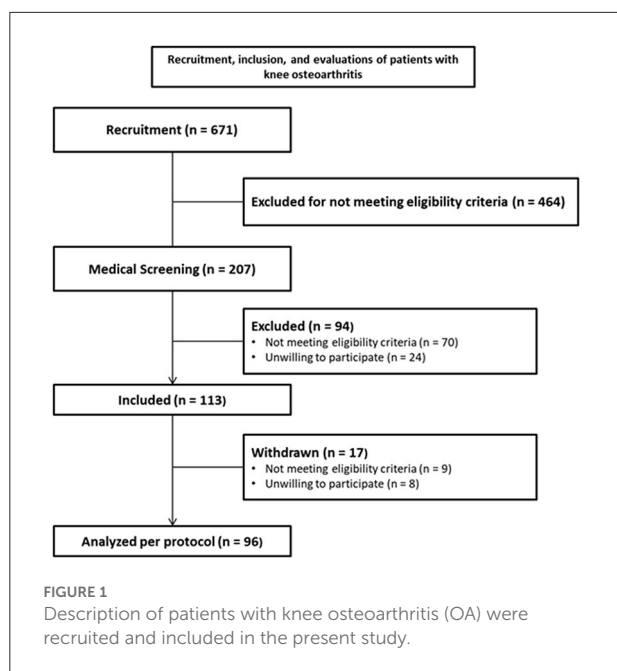 Recruitment, inclusion, and evaluations of patients with
knee osteoarthritis
Recruitment (n = 671)
Excluded for not meeting eligibility criteria (n = 464)
Medical Screening (n = 207)
Excluded (n = 94)
• Not meeting eligibility criteria (n = 70)
• Unwilling to participate (n = 24)
Included (n = 113)
Withdrawn (n = 17)
• Not meeting eligibility criteria (n = 9)
• Unwilling to participate (n = 8)
Analyzed per protocol (n = 96)
FIGURE 1
Description of patients with knee osteoarthritis (OA) were
recruited and included in the present study.